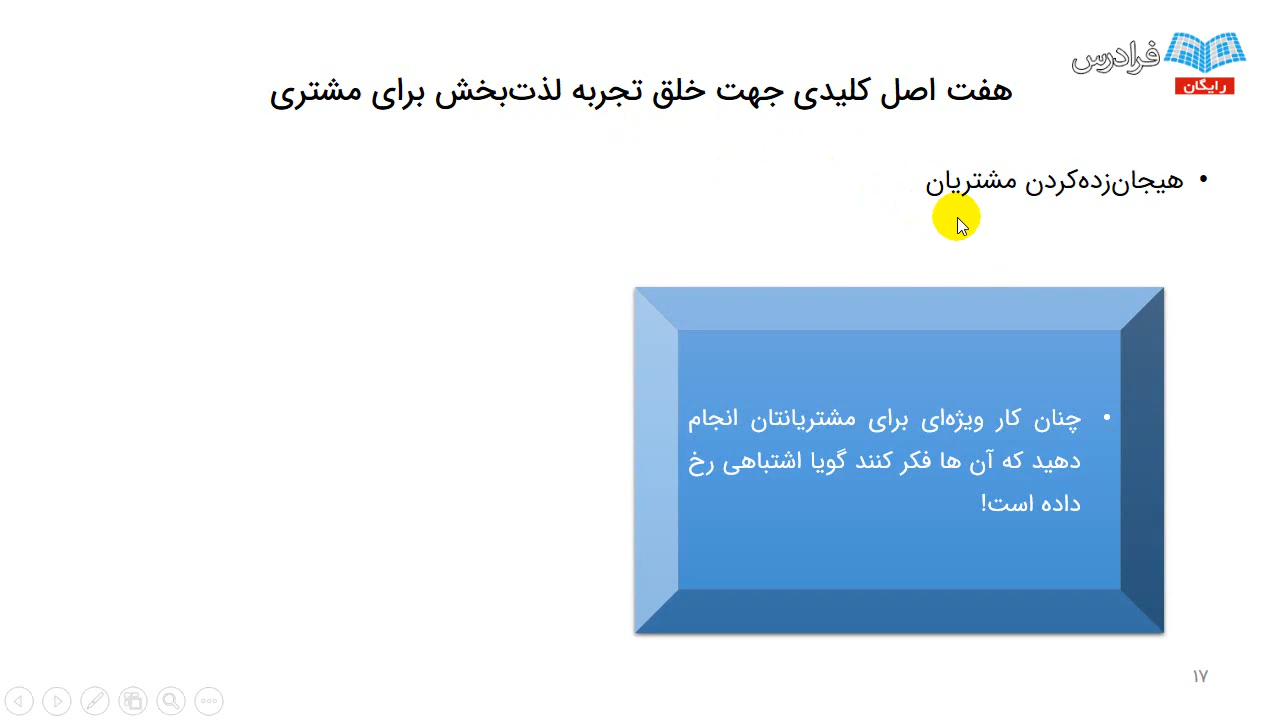 فرادرس
رایگان
هفت اصل کلیدی جهت خلق تجربه لذت‌بخش برای مشتری
• هیجان‌زده‌کردن مشتریان
• چنان کار ویژه‌ای برای مشتریانتان انجام
دهید که آن ها فکر کنند گویا اشتباهی رخ
داده است!
۱۷